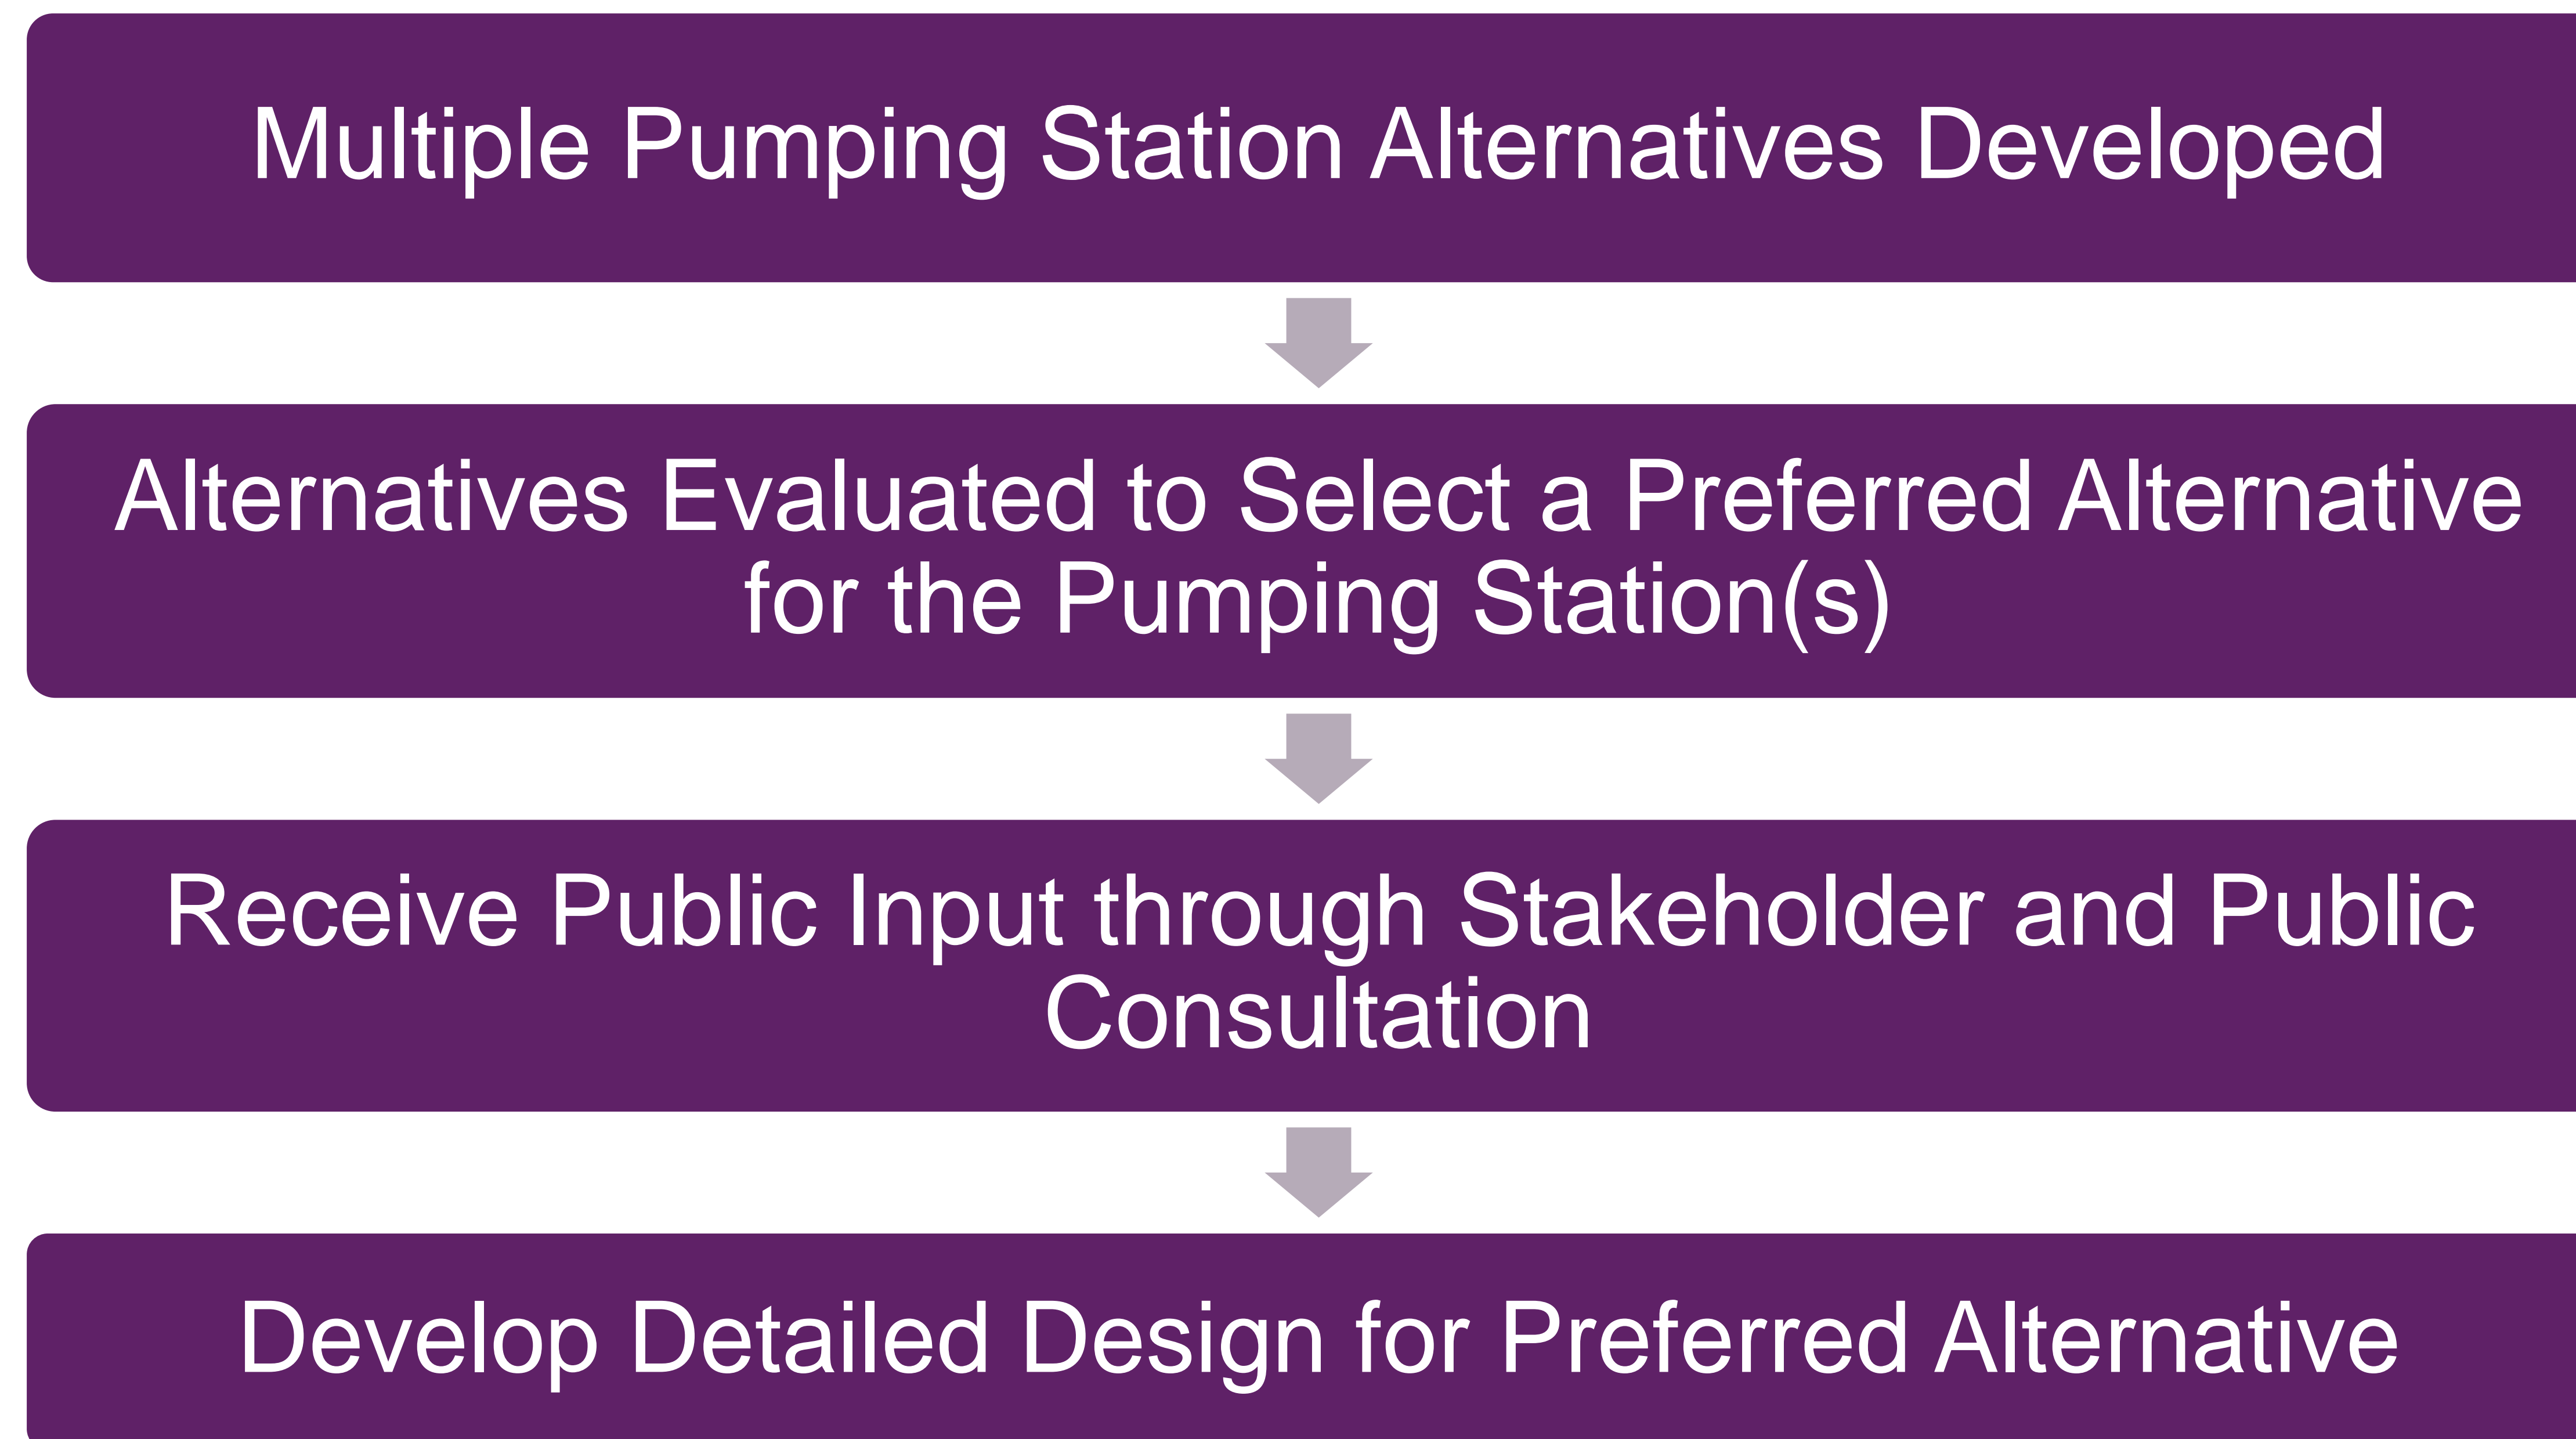 Multiple Pumping Station Alternatives Developed
Alternatives Evaluated to Select a Preferred Alternative
for the Pumping Station(s)
Receive Public Input through Stakeholder and Public
Consultation
Develop Detailed Design for Preferred Alternative